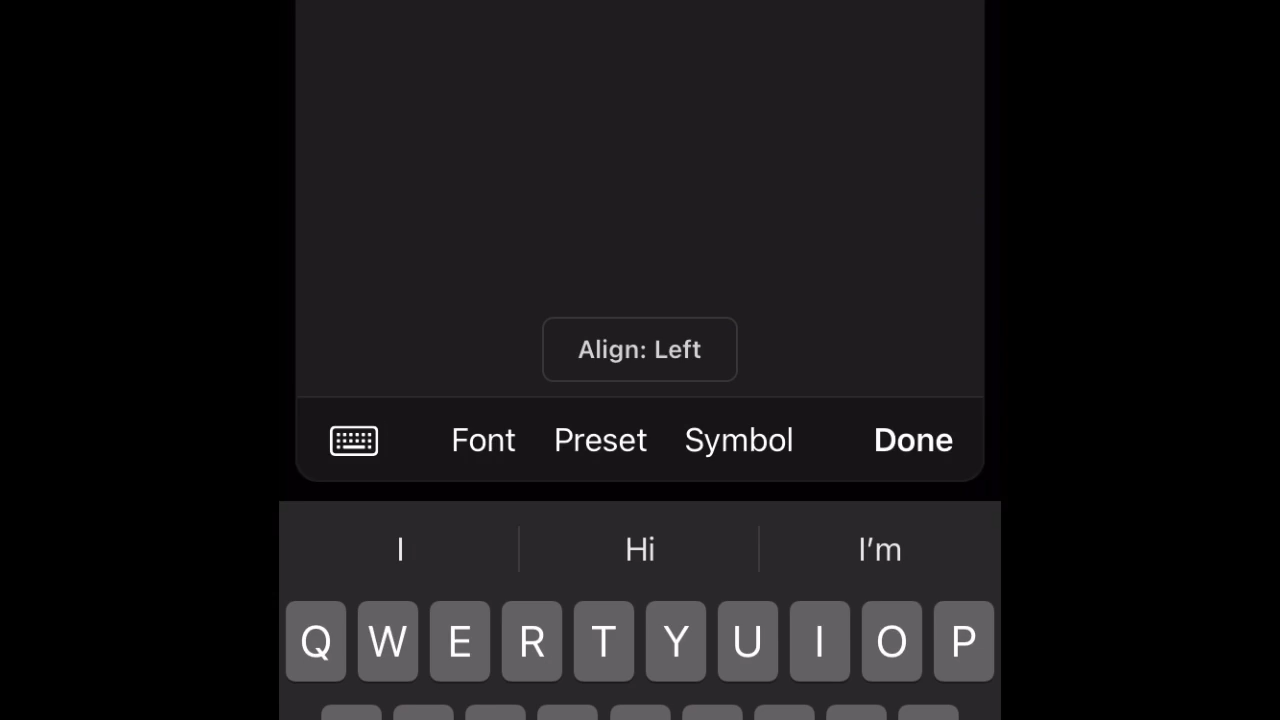 Align: Left
Font Preset Symbol Done
I Hi I'm
Q W E R T Y U I O P